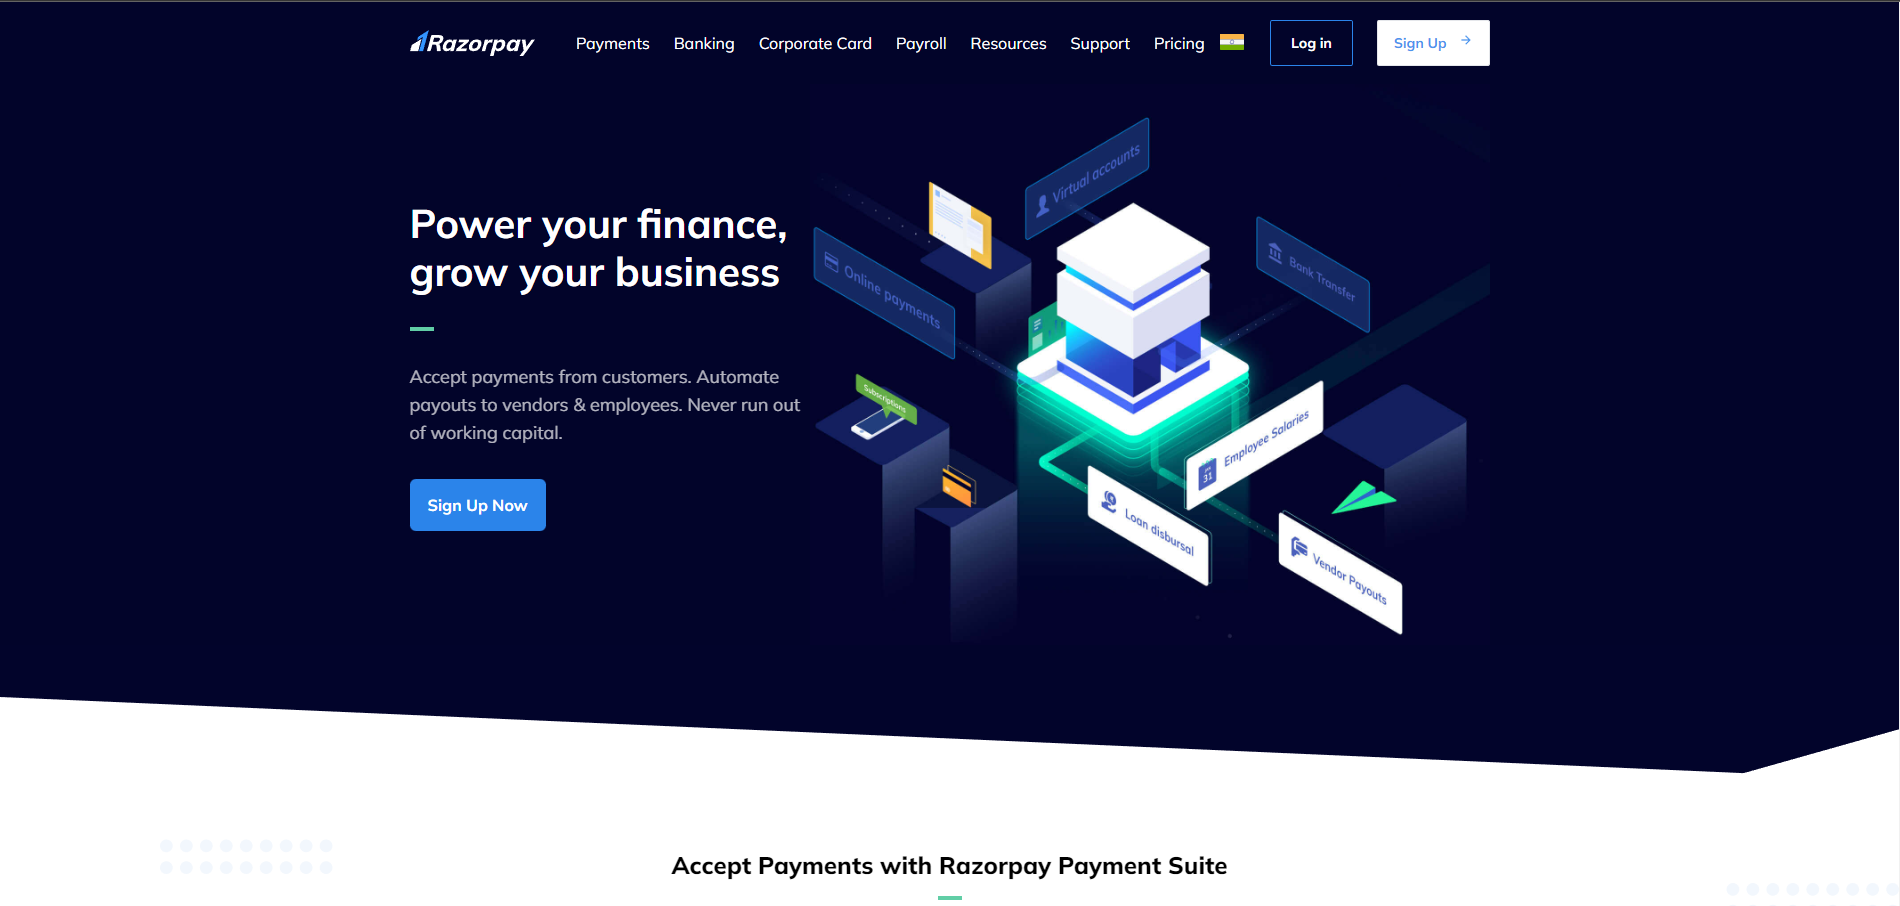 Razorpay
Payments
Banking
Corporate Card
Payroll
Resources
Support
Pricing
Log in
Sign Up
Power your finance,
grow your business
Accept payments from customers. Automate
payouts to vendors & employees. Never run out
of working capital.
Sign Up Now
Virtual accounts
Online payments
Bank Transfer
Subscriptions
Employee Salaries
31
Loan disbursal
Vendor Payouts
Accept Payments with Razorpay Payment Suite